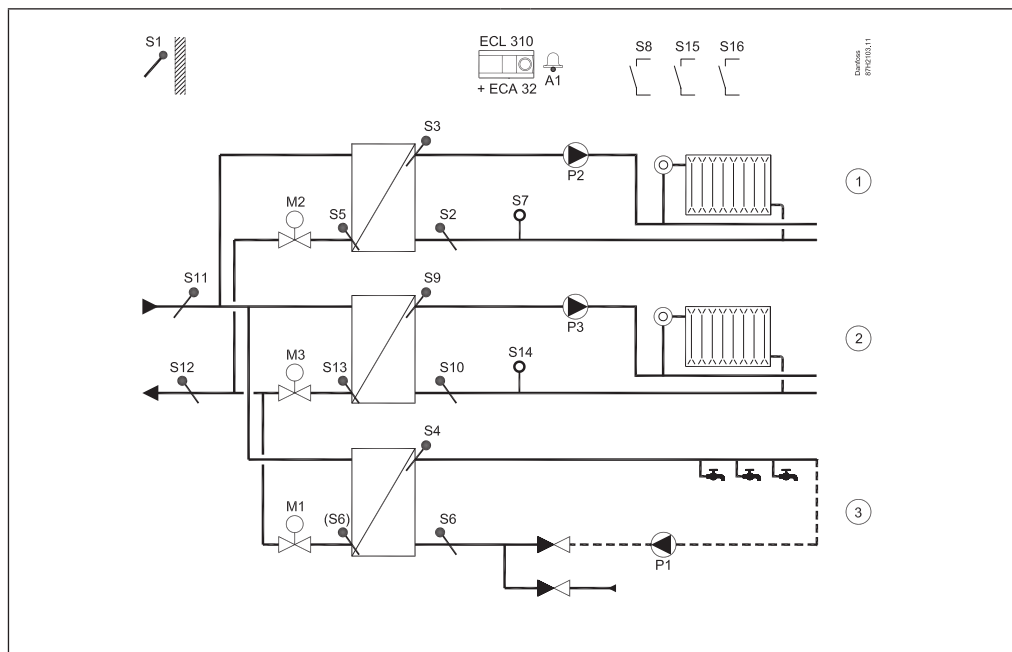 S1
ECL 310
A1
+ ECA 32
S8
S15
S16
Danfoss
87H2103.11
S3
P2
1
M2
S5
S2
S7
S11
S9
P3
2
S12
M3
S13
S10
S14
S4
3
M1
(S6)
S6
P1